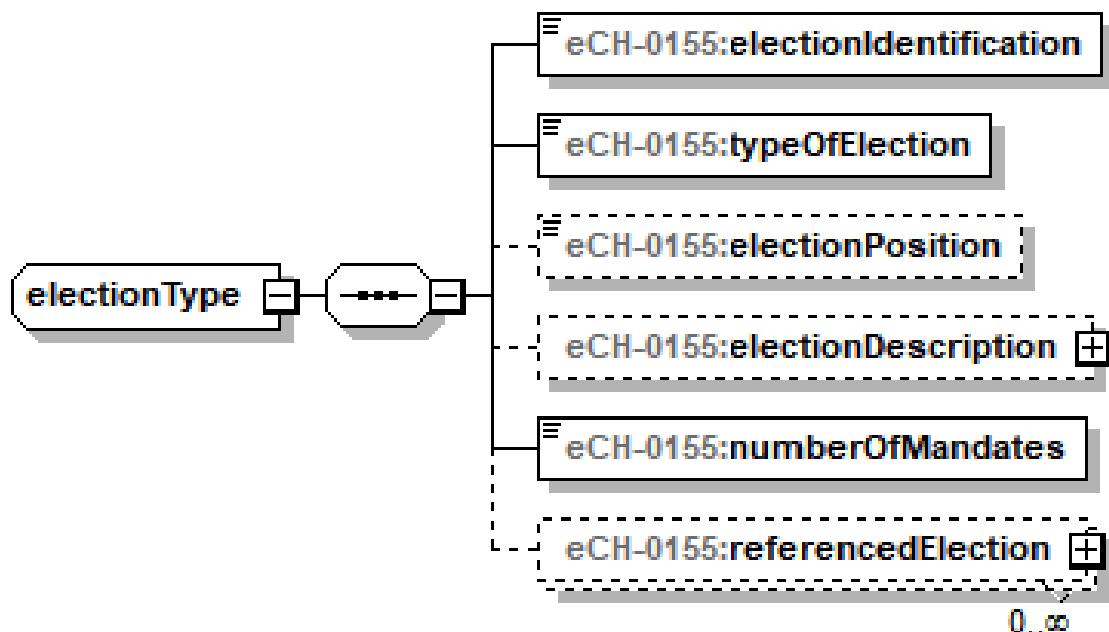 eCH-0155:electionIdentification
eCH-0155:typeOfElection
eCH-0155:electionPosition
electionType
eCH-0155:electionDescription
eCH-0155:numberOfMandates
eCH-0155:referencedElection
0..∞